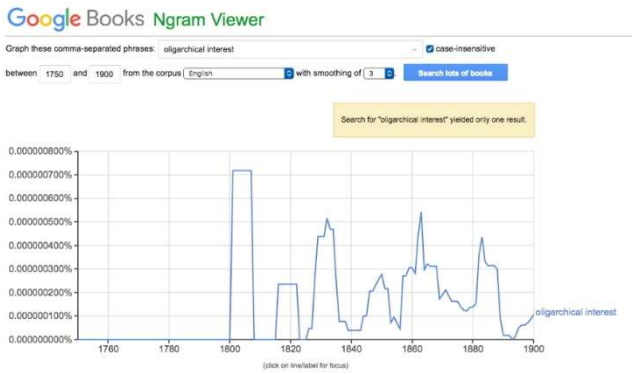 Google Books Ngram Viewer
Graph these comma-separated phrases: oligarchical interest case-insensitive
between 1750 and 1900 from the corpus English with smoothing of 3 . Search lots of books
Search for "oligarchical interest" yielded only one result.
0.000000800%
0.000000700%
0.000000600%
0.000000500%
0.000000400%
0.000000300%
0.000000200%
0.000000100%
0.000000000%
oligarchical interest
1760 1780 1800 1820 1840 1860 1880 1900
(click on line/label for focus)